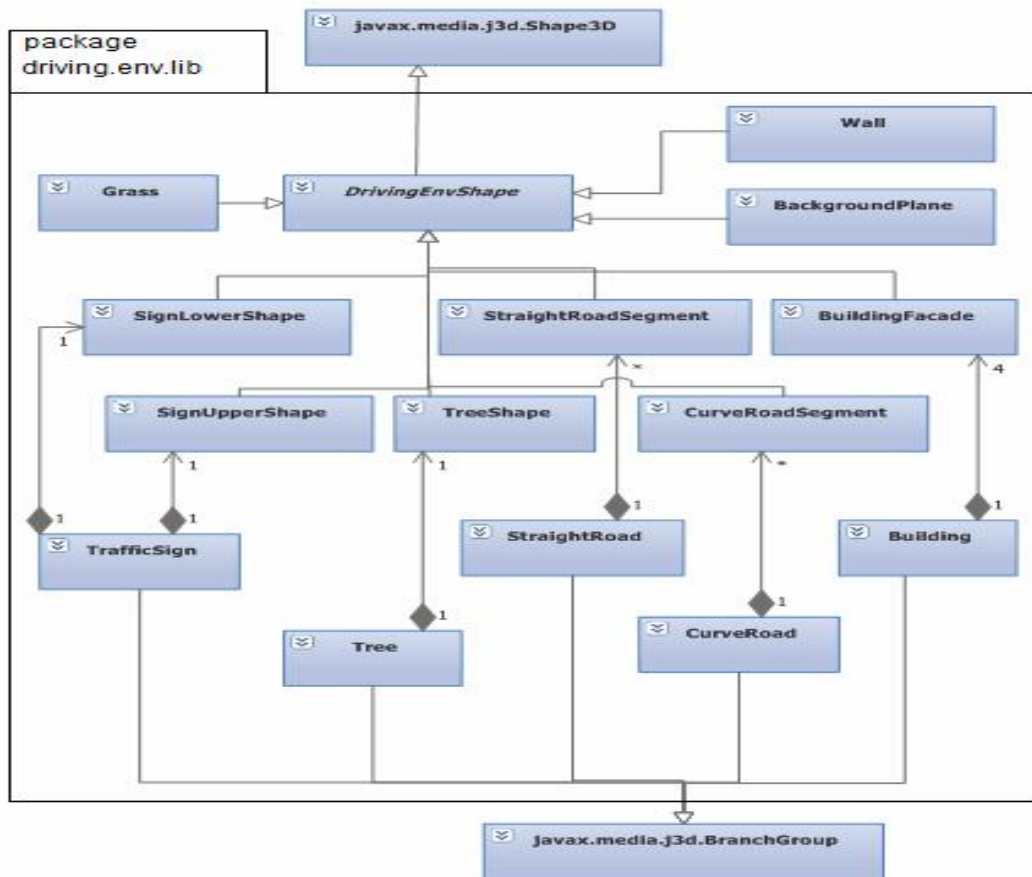 javax.media.j3d.Shape3D
package
driving.env.lib
Wall
Grass
DrivingEnvShape
BackgroundPlane
SignLowerShape
StraightRoadSegment
BuildingFacade
1
*
4
SignUpperShape
TreeShape
CurveRoadSegment
1
1
*
1
1
1
1
TrafficSign
StraightRoad
Building
1
1
Tree
CurveRoad
javax.media.j3d.BranchGroup